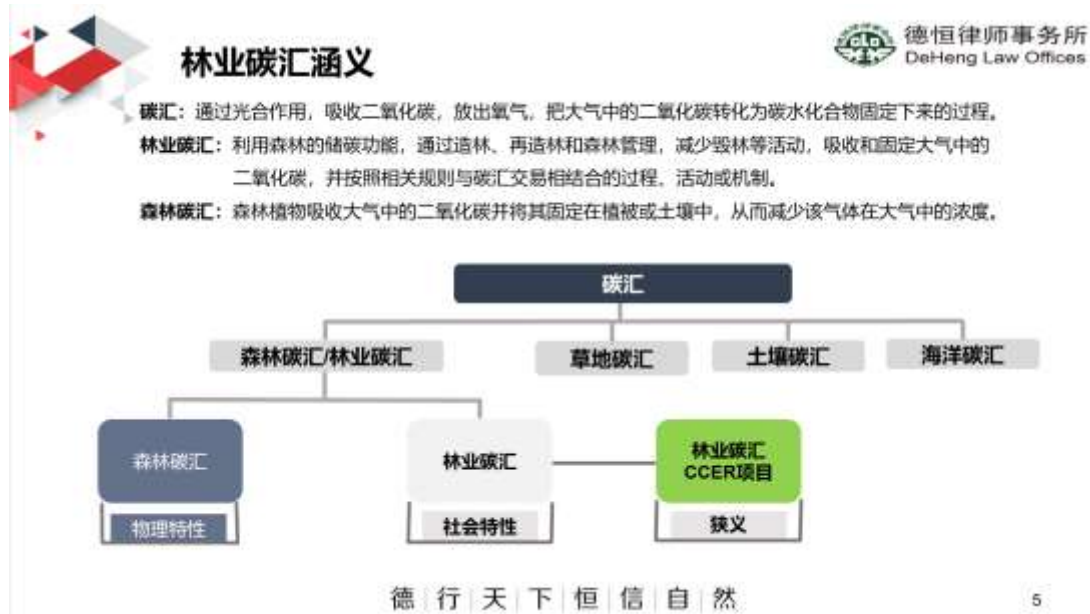 林业碳汇涵义
德恒律师事务所
DeHeng Law Offices
碳汇：通过光合作用，吸收二氧化碳，放出氧气，把大气中的二氧化碳转化为碳水化合物固定下来的过程。
林业碳汇：利用森林的储碳功能，通过造林、再造林和森林管理，减少毁林等活动，吸收和固定大气中的
二氧化碳，并按照相关规则与碳汇交易相结合的过程、活动或机制。
森林碳汇：森林植物吸收大气中的二氧化碳并将其固定在植被或土壤中，从而减少该气体在大气中的浓度。
碳汇
森林碳汇/林业碳汇
草地碳汇
土壤碳汇
海洋碳汇
森林碳汇
林业碳汇
林业碳汇
CCER项目
物理特性
社会特性
狭义
德行天下恒信自然
5